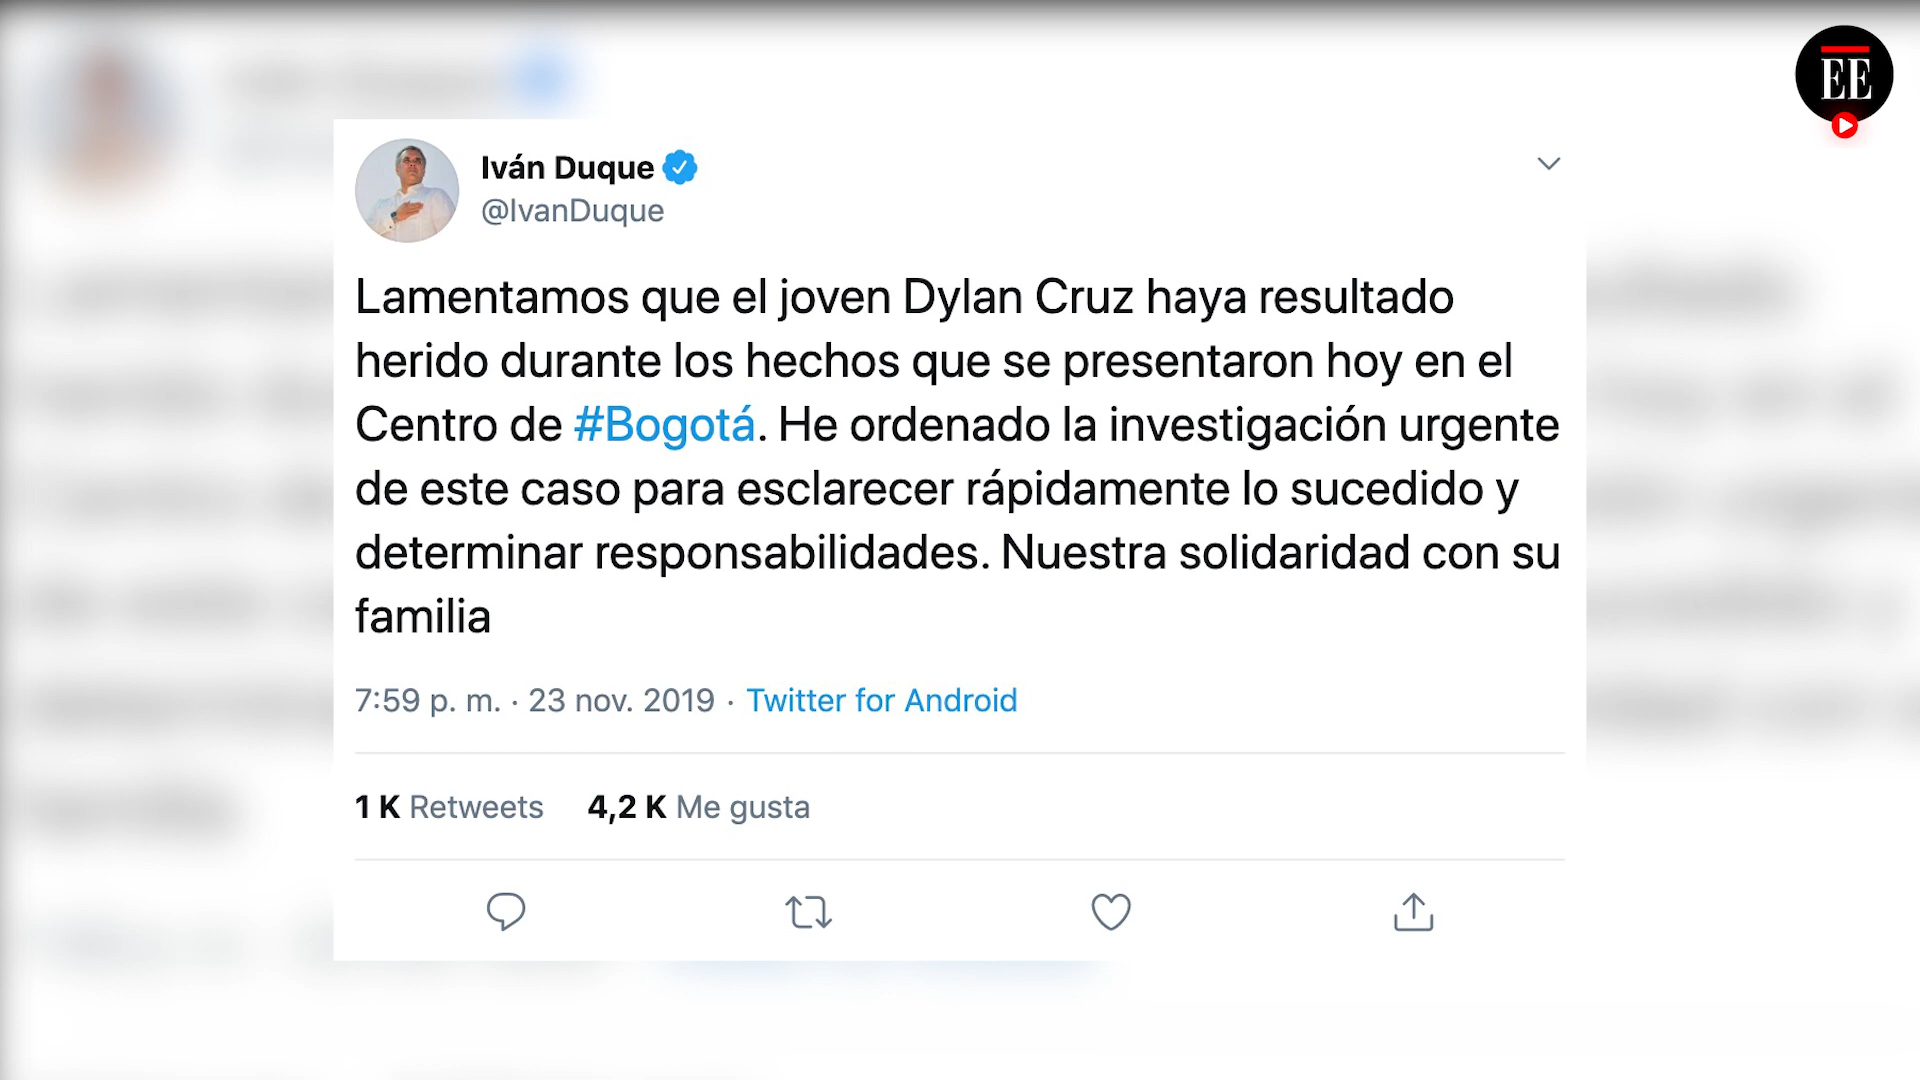 EE
Iván Duque
@IvanDuque
Lamentamos que el joven Dylan Cruz haya resultado
herido durante los hechos que se presentaron hoy en el
Centro de #Bogotá. He ordenado la investigación urgente
de este caso para esclarecer rápidamente lo sucedido y
determinar responsabilidades. Nuestra solidaridad con su
familia
7:59 p. m. · 23 nov. 2019 · Twitter for Android
1 K Retweets 4,2 K Me gusta